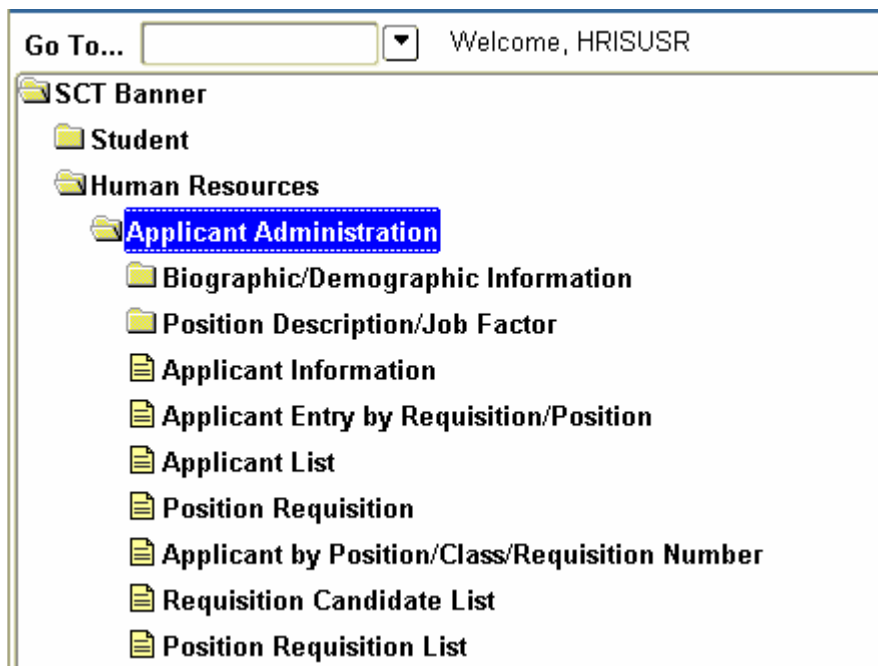 Go To... Welcome, HRISUSR
SCT Banner
Student
Human Resources
Applicant Administration
Biographic/Demographic Information
Position Description/Job Factor
Applicant Information
Applicant Entry by Requisition/Position
Applicant List
Position Requisition
Applicant by Position/Class/Requisition Number
Requisition Candidate List
Position Requisition List